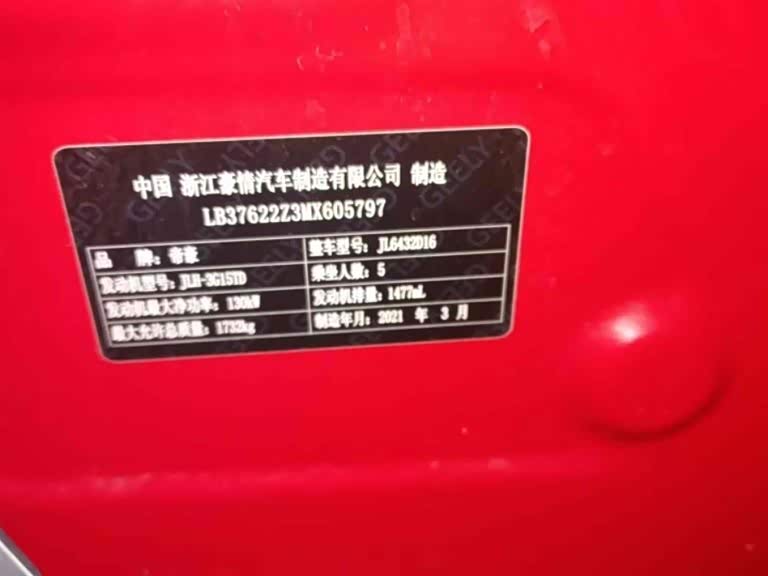 中国 浙江豪情汽车制造有限公司 制造
LB37622Z3MX605797
品 牌：帝豪 整车型号：JL6432D16
发动机型号：JLH-3G15TD 乘坐人数：5
发动机最大净功率：130kW 发动机排量：1477mL
最大允许总质量：1732kg 制造年月：2021 年 3 月
GEELY